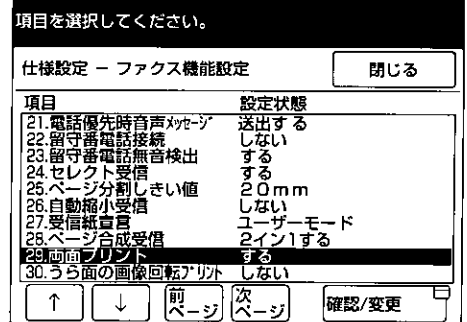 項目を選択してください。
仕様設定 － ファクス機能設定 閉じる
項目 設定状態
21.電話優先時音声ﾒｯｾｰｼﾞ 送出する
22.留守番電話接続 しない
23.留守番電話無音検出 する
24.セレクト受信 する
25.ページ分割しきい値 20mm
26.自動縮小受信 しない
27.受信紙宣言 ユーザーモード
28.ページ合成受信 2イン1する
29.両面プリント する
30.うら面の画像回転ﾌﾟﾘﾝﾄ しない
↑ ↓ 前ページ 次ページ 確認/変更